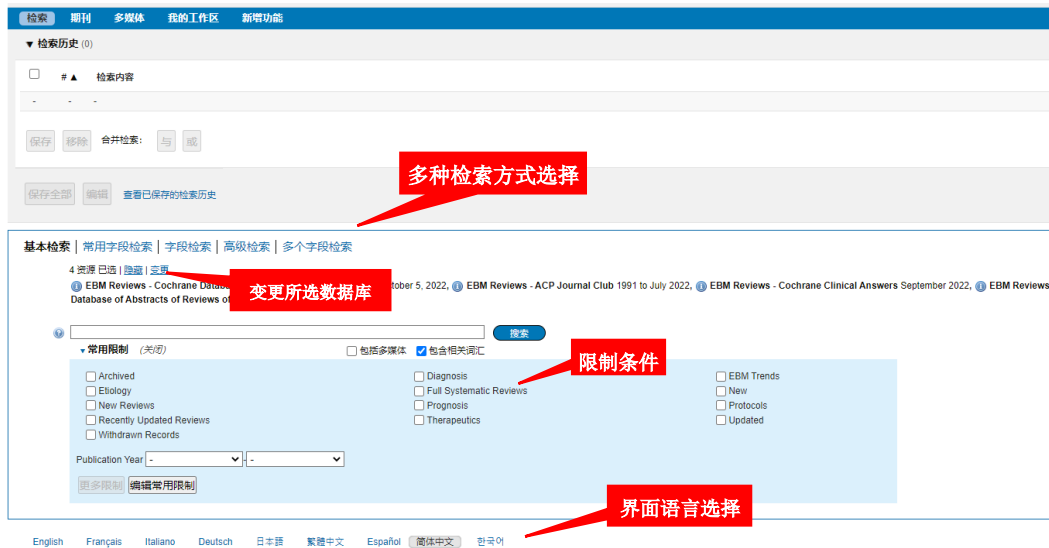 检索 期刊 多媒体 我的工作区 新增功能
▼ 检索历史 (0)
# ▲ 检索内容
- - -
保存 移除 合并检索: 与 或
多种检索方式选择
保存全部 编辑 查看已保存的检索历史
基本检索 | 常用字段检索 | 字段检索 | 高级检索 | 多个字段检索
4 资源 已选 | 隐藏 | 变更
变更所选数据库
EBM Reviews - Cochrane tober 5, 2022, EBM Reviews - ACP Journal Club 1991 to July 2022, EBM Reviews - Cochrane Clinical Answers September 2022, EBM Reviews
Database of Abstracts of Reviews of
搜索
▼常用限制 (关闭) 包括多媒体 包含相关词汇
限制条件
Archived Diagnosis EBM Trends
Etiology Full Systematic Reviews New
New Reviews Prognosis Protocols
Recently Updated Reviews Therapeutics Updated
Withdrawn Records
Publication Year - - -
更多限制 编辑常用限制
界面语言选择
English Français Italiano Deutsch 日本語 繁體中文 Español 简体中文 한국어